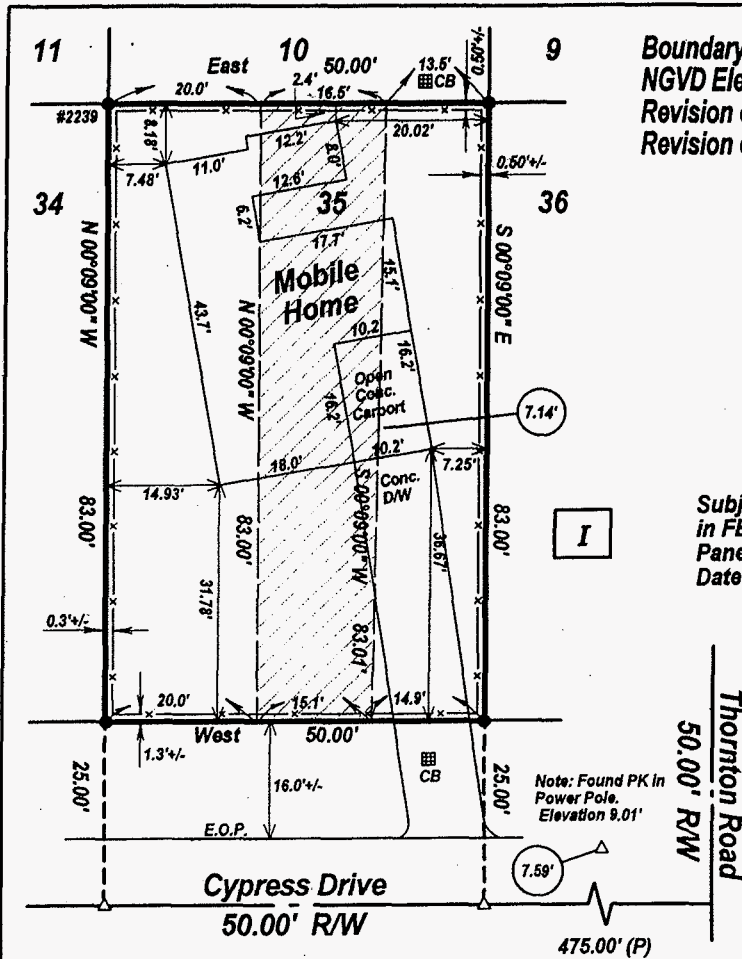 11
10
9
East
50.00'
20.0'
2.4'
16.5'
13.5'
CB
0.50'+/-
Boundary
NGVD Ele
Revision
Revision
#2239
8.18'
12.2'
8.0'
20.02'
7.48'
11.0'
0.50'+/-
12.6'
34
35
36
6.2'
17.7'
N 00°09'00" W
S 00°09'00" E
Mobile
Home
15.1'
43.7'
N 00°09'00" W
10.2
16.2'
Open
Conc.
Carport
16.2'
7.14'
10.2'
18.0'
7.25'
14.93'
Conc.
D/W
S 00°09'00" W
83.00'
83.00'
83.00'
I
Subj
in FE
Pane
Date
36.67'
31.78'
0.3'+/-
83.01'
20.0'
15.1'
14.9'
West
50.00'
1.3'+/-
CB
25.00'
16.0'+/-
25.00'
Note: Found PK in
Power Pole.
Elevation 9.01'
E.O.P.
7.59'
Thornton Road
50.00' R/W
Cypress Drive
50.00' R/W
475.00' (P)